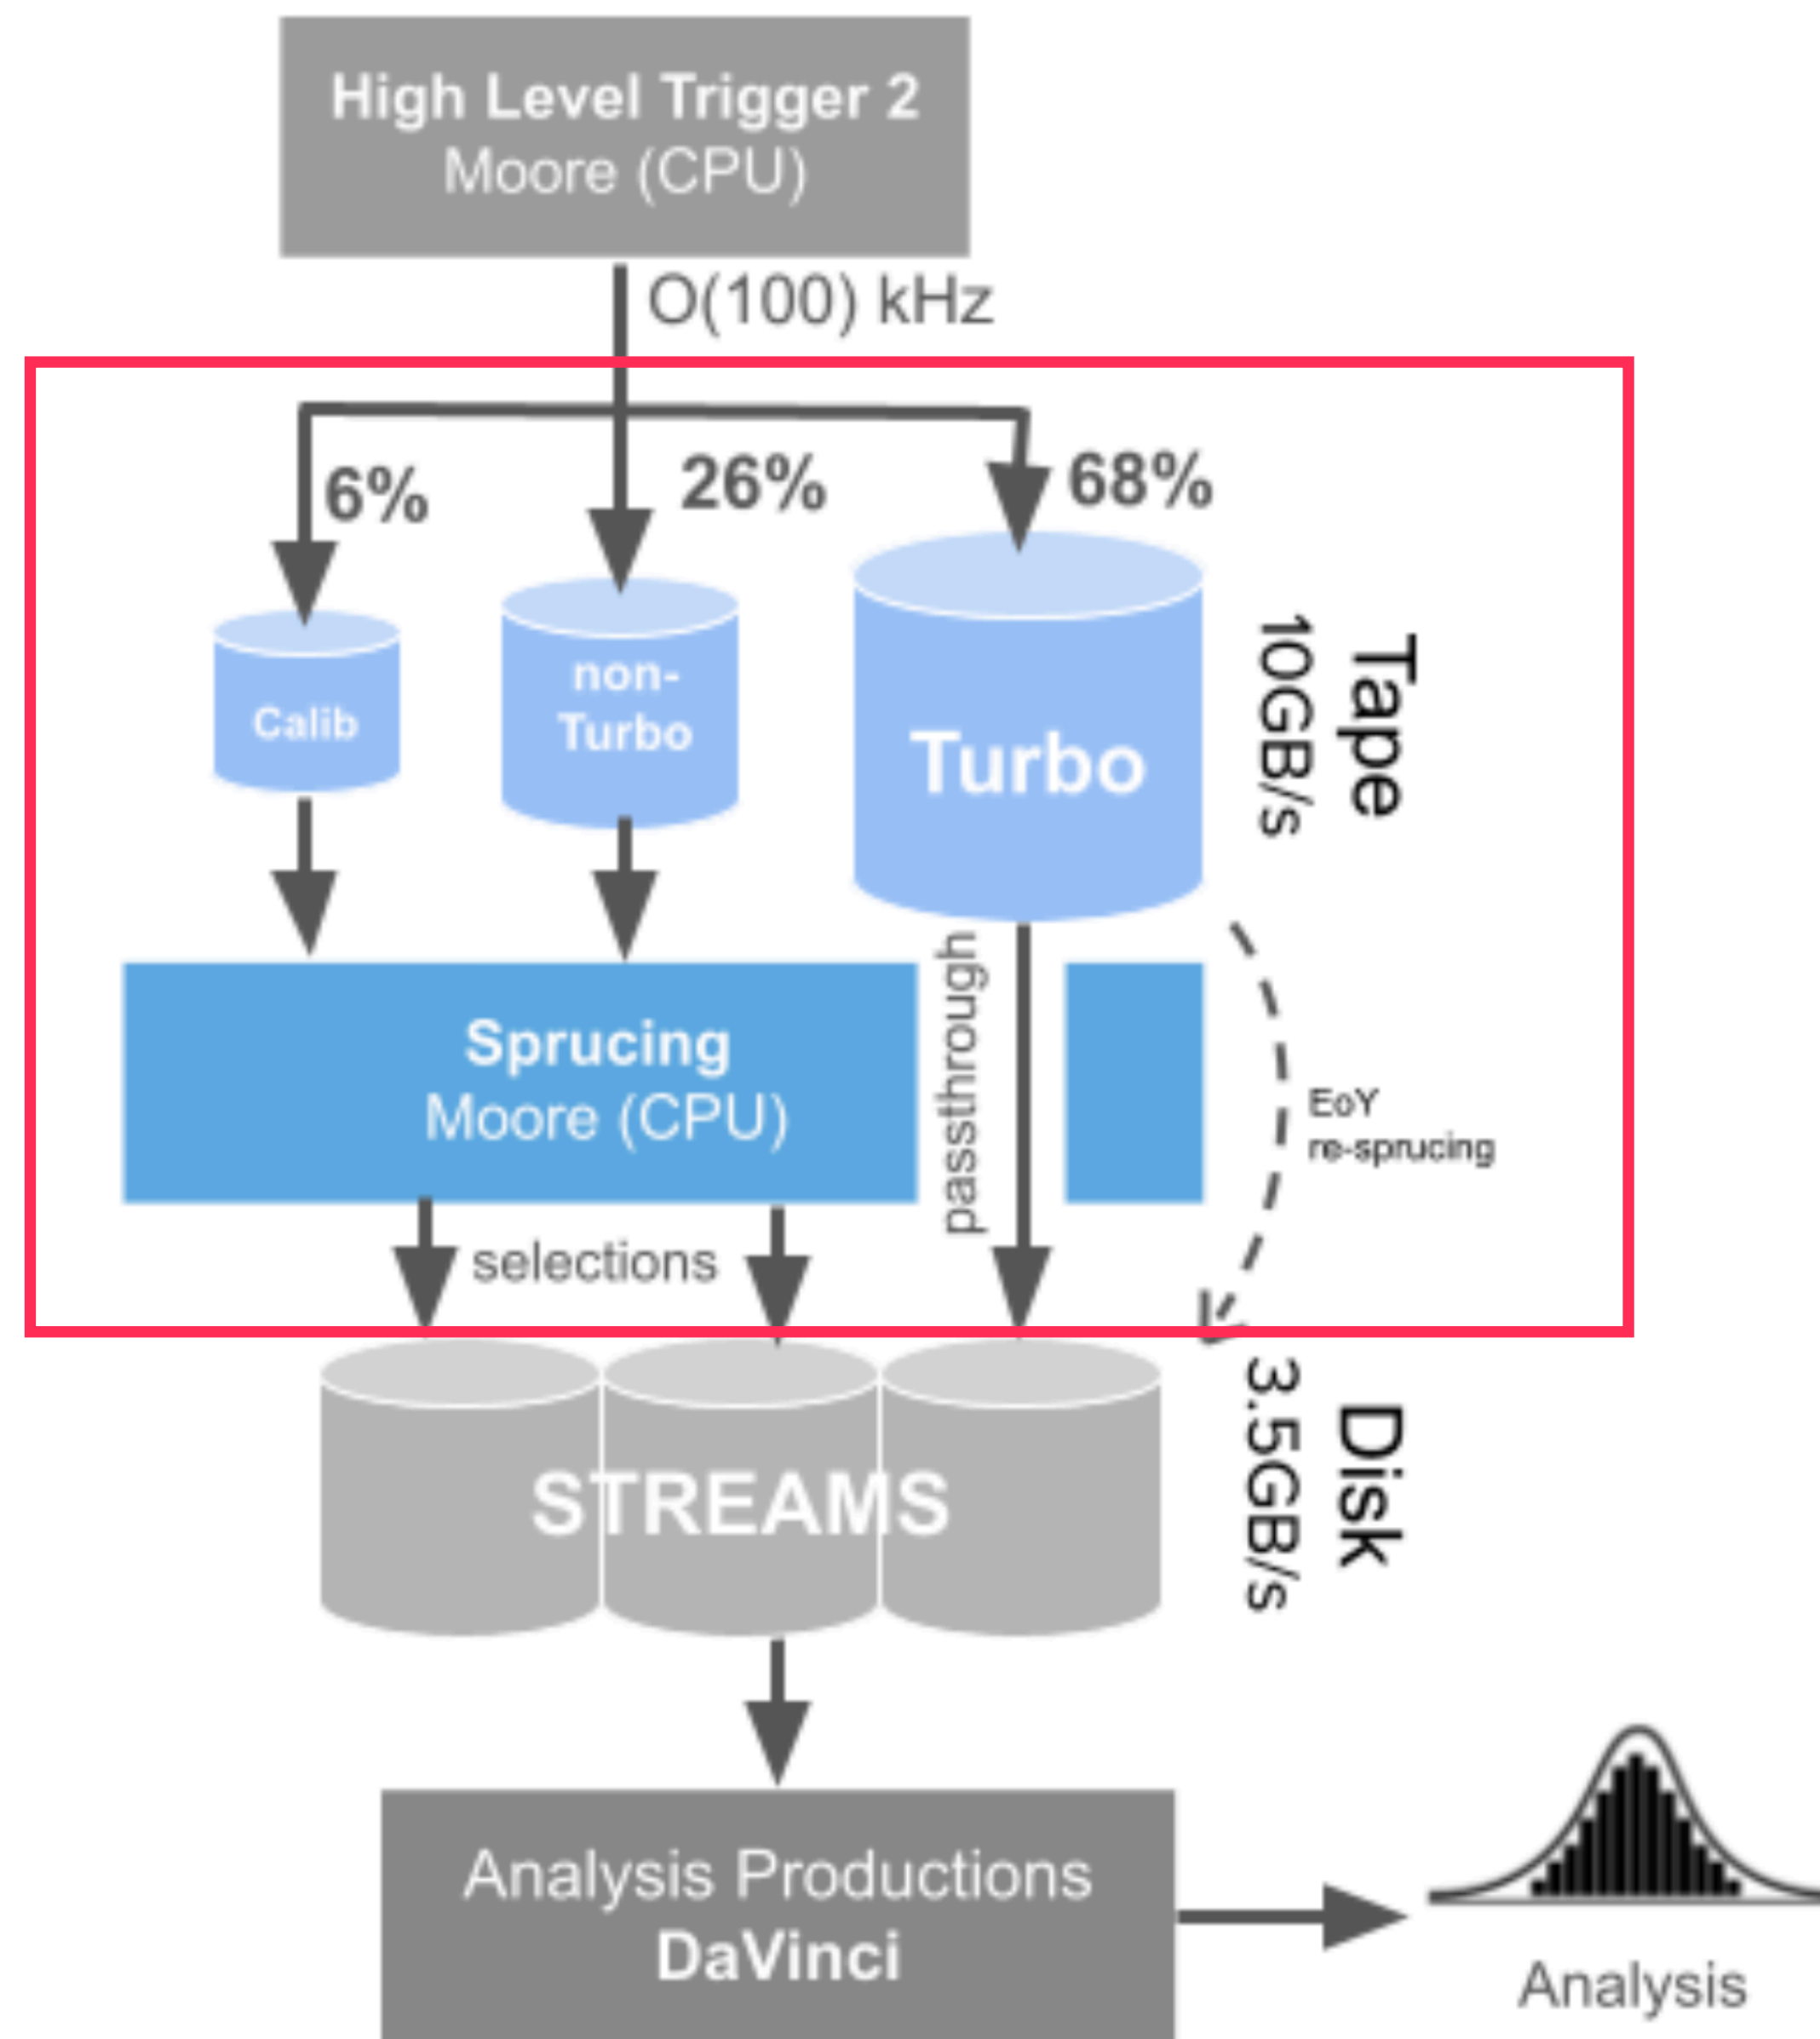 High Level Trigger 2
Moore (CPU)
O(100) kHz
6%
26%
68%
Calib
non-
Turbo
Turbo
Tape
10GB/s
Sprucing
Moore (CPU)
passthrough
EoY
re-sprucing
selections
STREAMS
Disk
3.5GB/s
Analysis Productions
DaVinci
Analysis